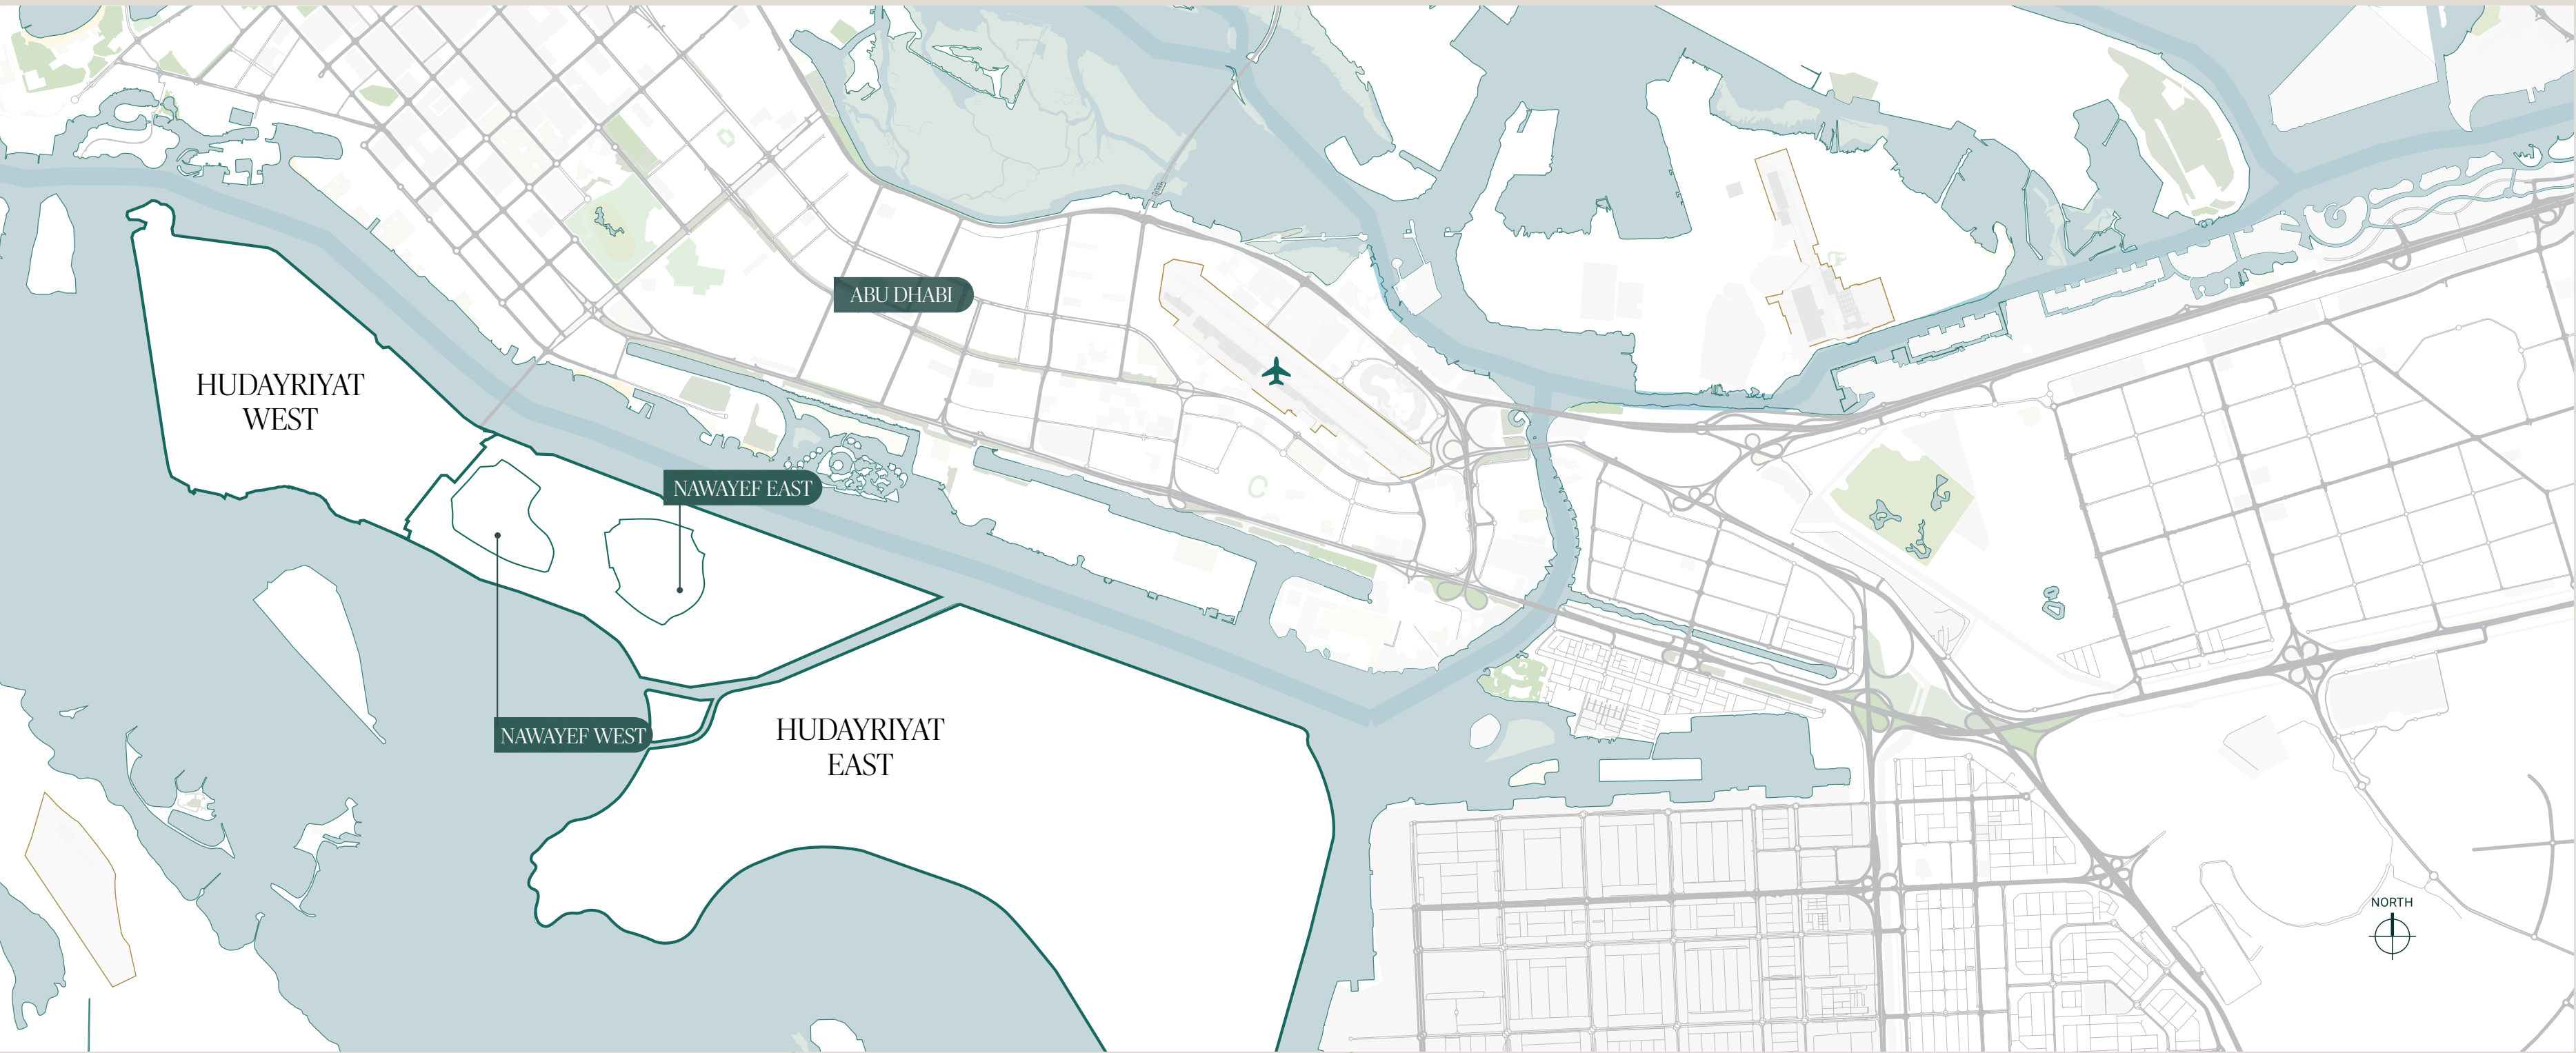 ABU DHABI
HUDAYRIYAT
WEST
NAWAYEF EAST
NAWAYEF WEST
HUDAYRIYAT
EAST
NORTH